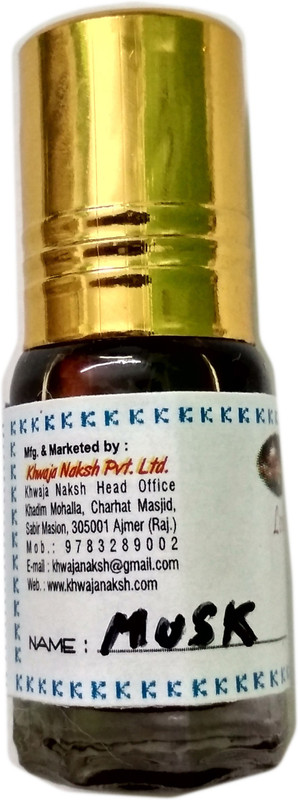 Mfg. & Marketed by :
Khwaja Naksh Pvt. Ltd.
Khwaja Naksh Head Office
Khadim Mohalla, Charhat Masjid,
Sabir Masion, 305001 Ajmer (Raj.)
Mob.: 9783289002
E-mail : khwajanaksh@gmail.com
Web. : www.khwajanaksh.com
NAME : MUSK